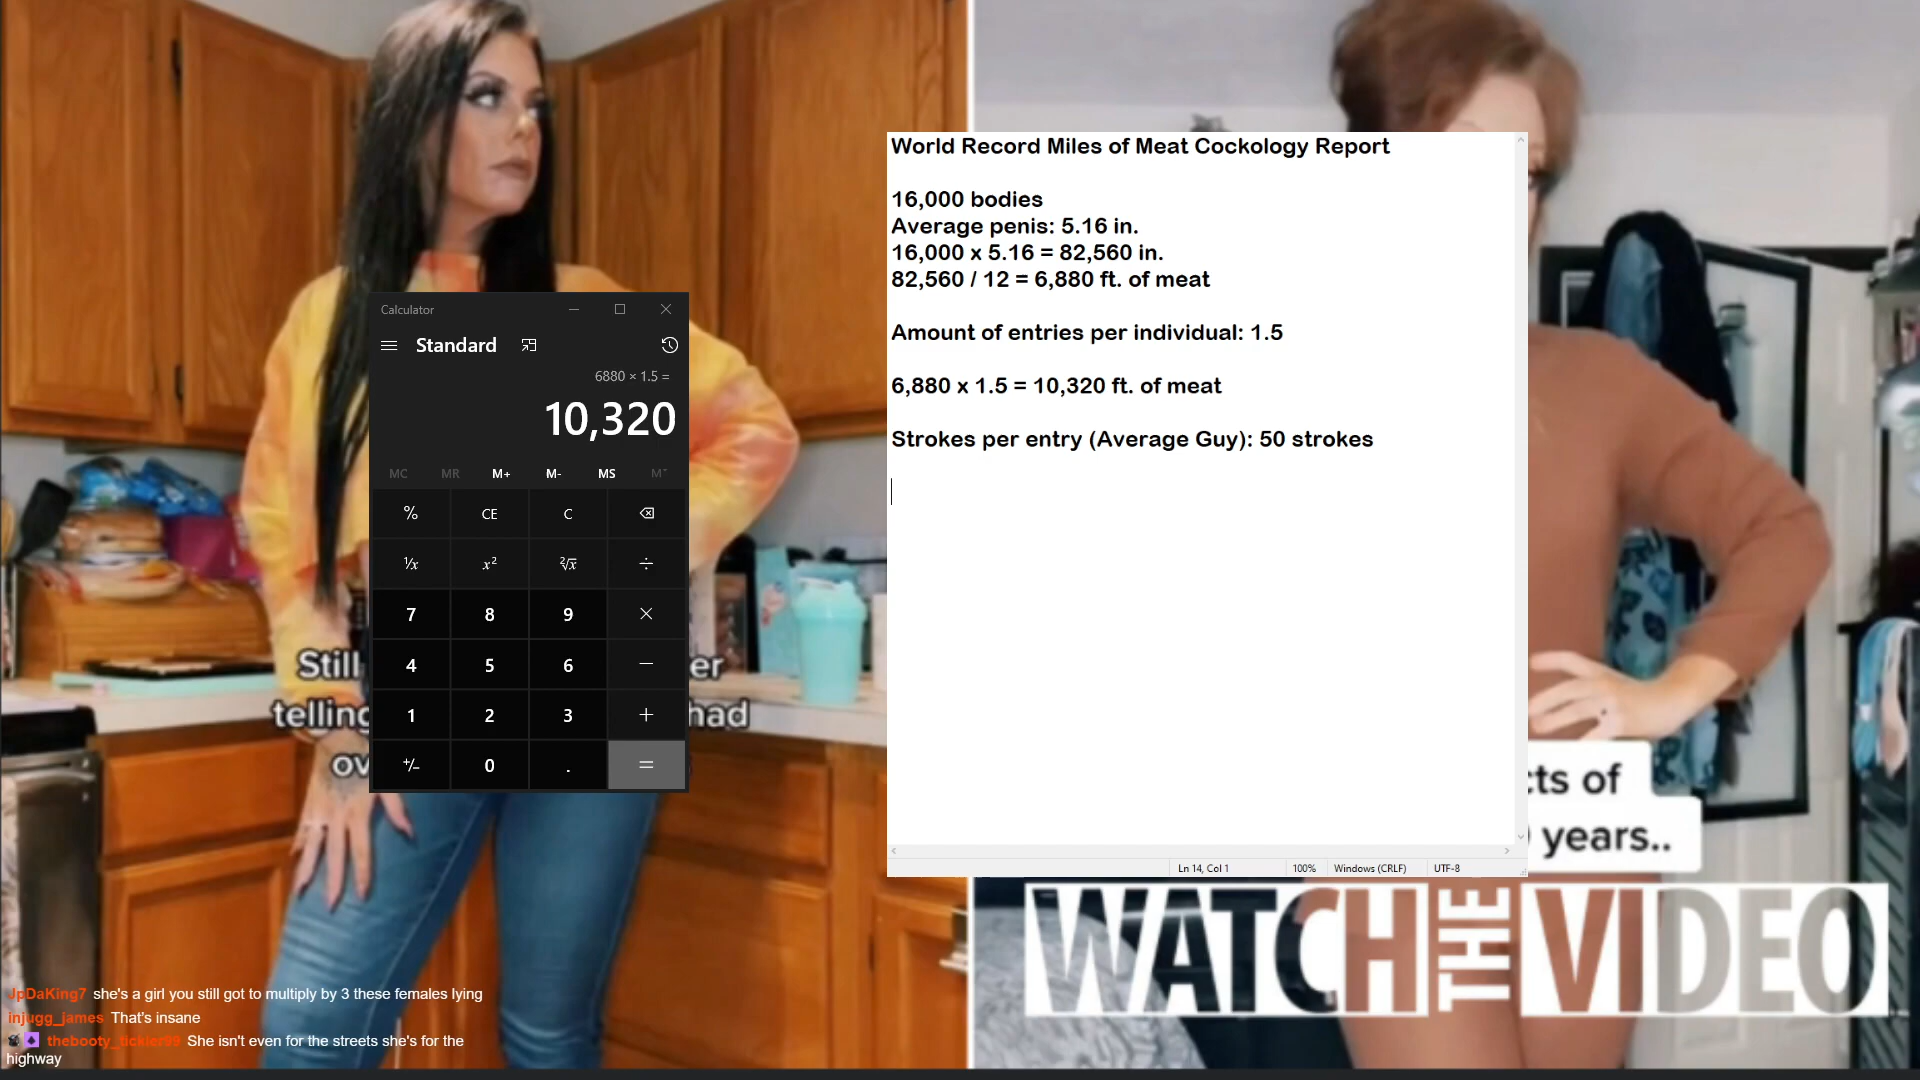 World Record Miles of Meat Cockology Report
16,000 bodies
Average penis: 5.16 in.
16,000 x 5.16 = 82,560 in.
82,560 / 12 = 6,880 ft. of meat
Amount of entries per individual: 1.5
6,880 x 1.5 = 10,320 ft. of meat
Strokes per entry (Average Guy): 50 strokes
Ln 14, Col 1 100% Windows (CRLF) UTF-8
Calculator
Standard
6880 × 1.5 =
10,320
MC MR M+ M- MS M˅
% CE C
¹/x x² ²√x ÷
7 8 9 ×
4 5 6 −
1 2 3 +
+/- 0 . =
Still
telling had
years..
of
WATCH THE VIDEO
JpDaKing7 she's a girl you still got to multiply by 3 these females lying
injugg_james That's insane
thebooty_tickler99 She isn't even for the streets she's for the
highway